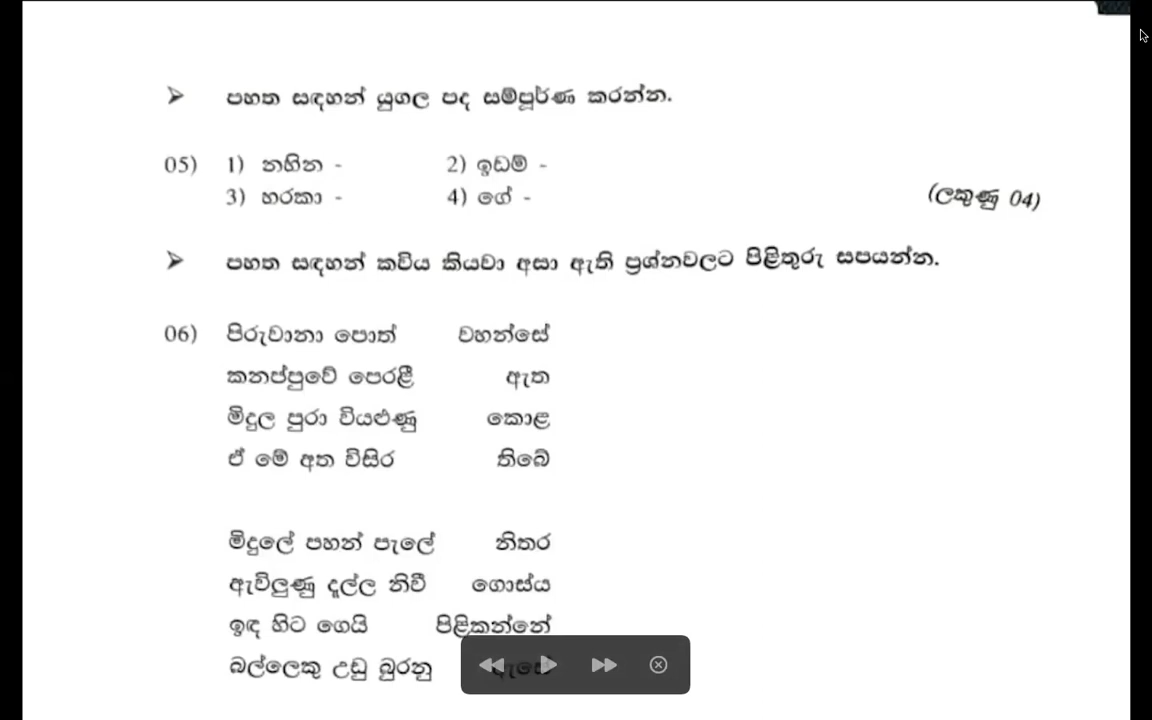 ➢ පහත සඳහන් යුගල පද සම්පූර්ණ කරන්න.
05) 1) නහින - 2) ඉඩම් -
3) හරකා - 4) ගේ -
(ලකුණු 04)
➢ පහත සඳහන් කවිය කියවා අසා ඇති ප්‍රශ්නවලට පිළිතුරු සපයන්න.
06) පිරුවානා පොත් වහන්සේ
කනප්පුවේ පෙරළී ඇත
මිදුල පුරා වියළුණු කොළ
ඒ මේ අත විසිර තිබේ
මිදුලේ පහන් පැලේ නිතර
ඇවිලුණු දූල්ල නිවී ගොස්ය
ඉඳ හිට ගෙයි පිළිකන්නේ
බල්ලෙකු උඩු බුරනු